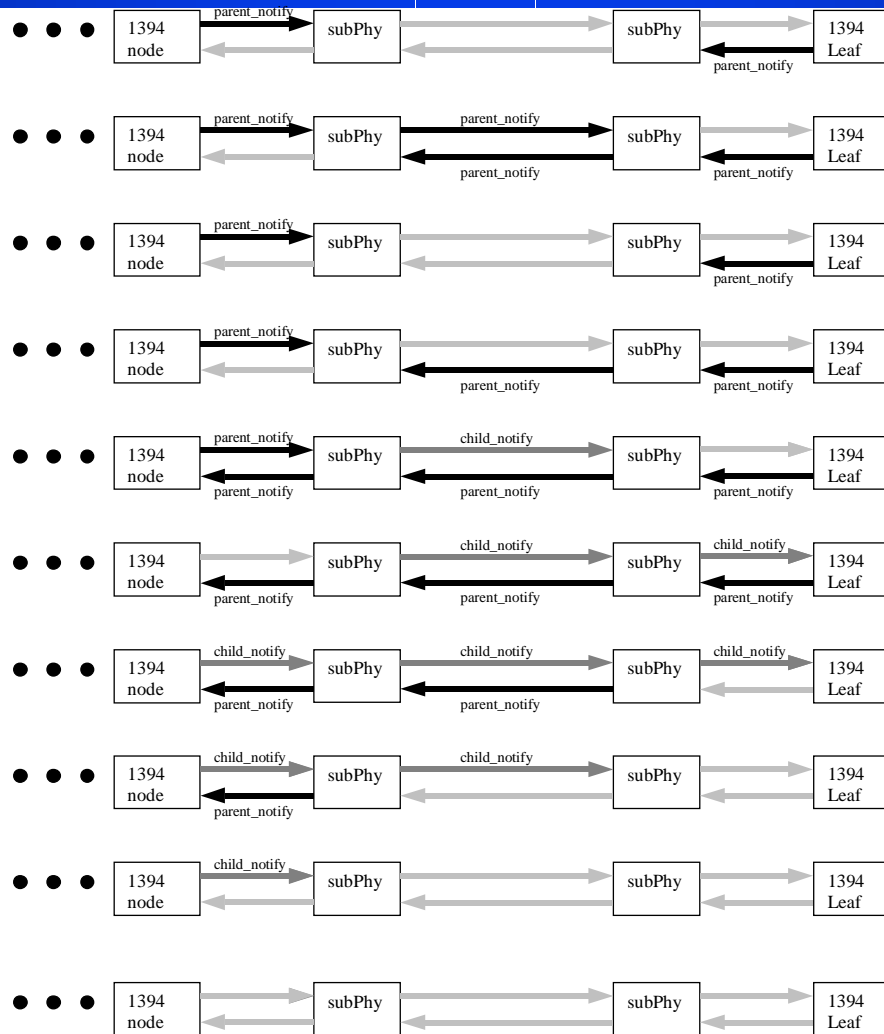 parent_notify
1394 node subPhy subPhy 1394 Leaf
parent_notify
parent_notify parent_notify
1394 node subPhy subPhy 1394 Leaf
parent_notify parent_notify
parent_notify
1394 node subPhy subPhy 1394 Leaf
parent_notify
parent_notify
1394 node subPhy subPhy 1394 Leaf
parent_notify parent_notify
parent_notify child_notify
1394 node subPhy subPhy 1394 Leaf
parent_notify parent_notify parent_notify
child_notify child_notify
1394 node subPhy subPhy 1394 Leaf
parent_notify parent_notify parent_notify
child_notify child_notify child_notify
1394 node subPhy subPhy 1394 Leaf
parent_notify parent_notify
child_notify child_notify
1394 node subPhy subPhy 1394 Leaf
parent_notify
child_notify
1394 node subPhy subPhy 1394 Leaf
1394 node subPhy subPhy 1394 Leaf